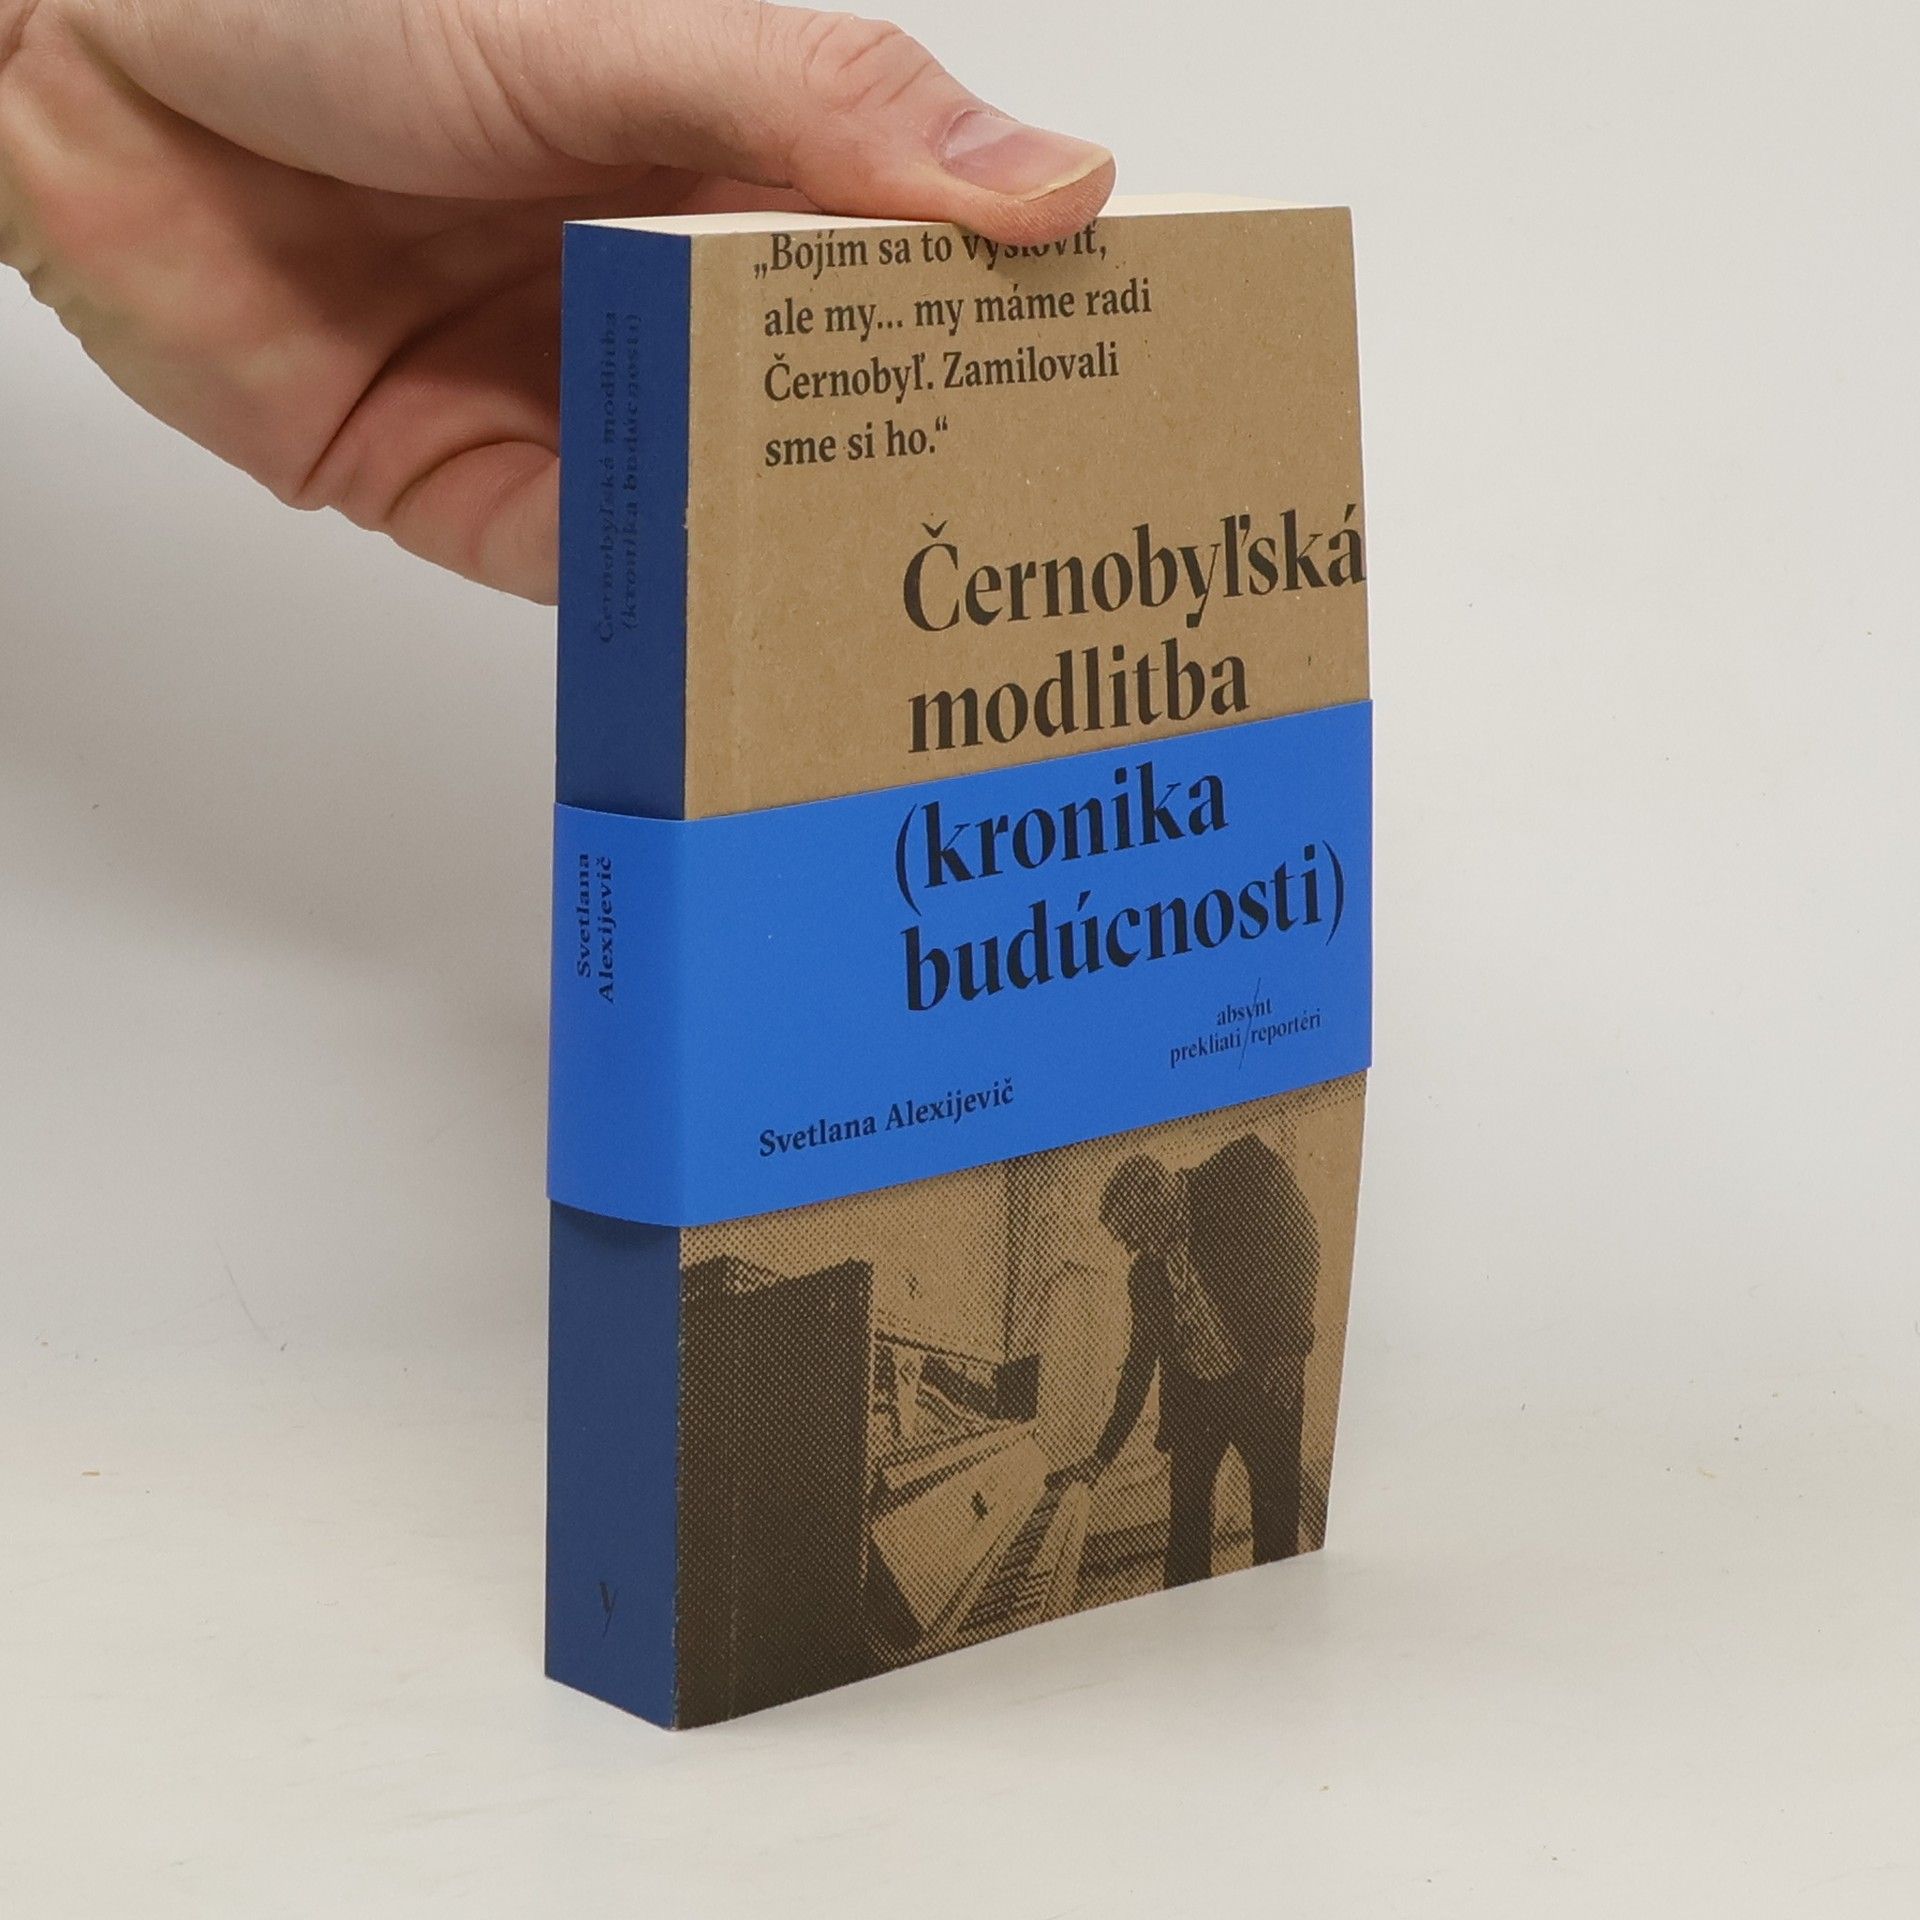 „Bojím sa to vysloviť,
ale my... my máme radi
Černobyľ. Zamilovali
sme si ho.“
Černobyľská
modlitba
(kronika
budúcnosti)
absynt
prekliati/reportéri
Svetlana Alexijevič
Černobyľská modlitba
(kronika budúcnosti)
Svetlana
Alexijevič
y